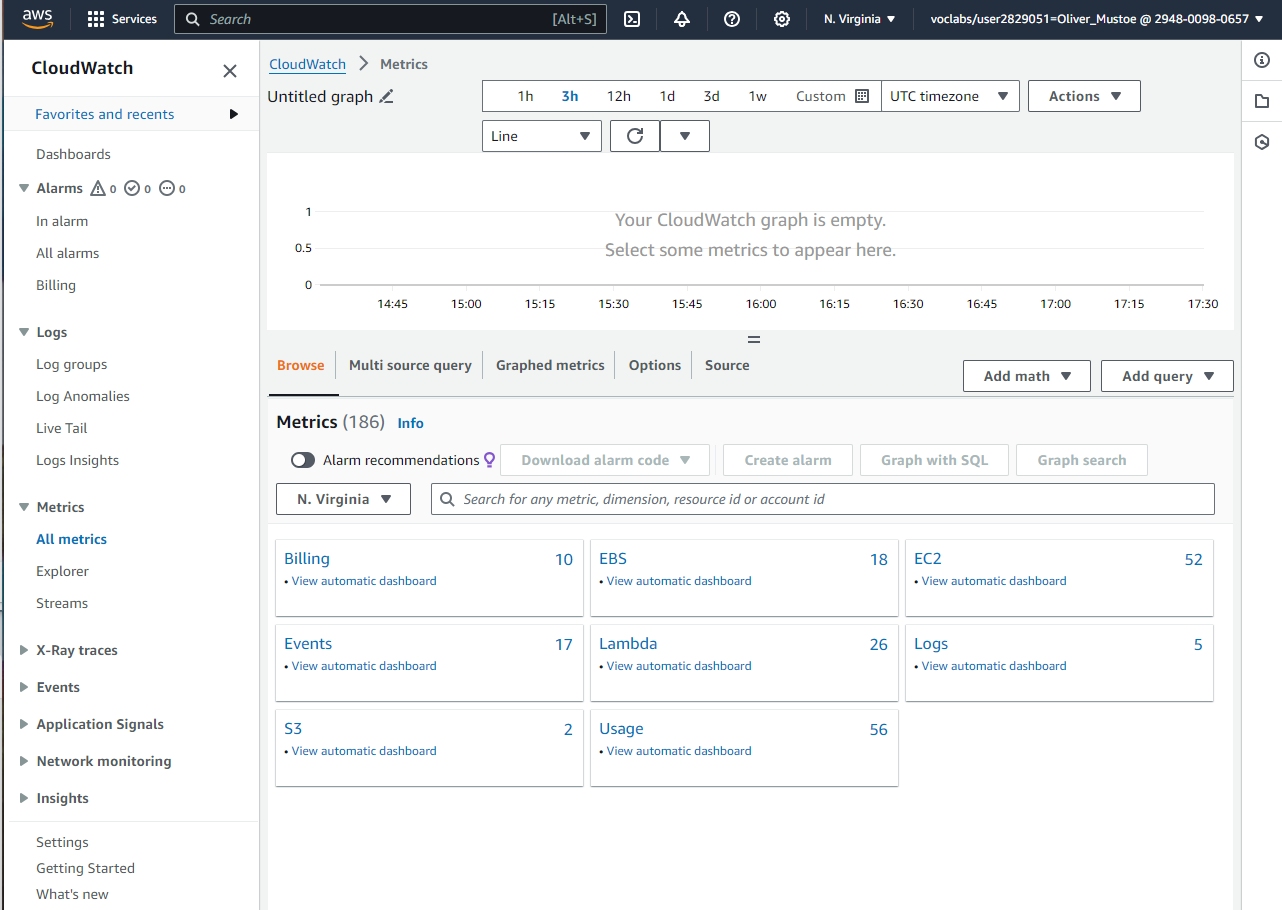 aws Services Search [Alt+S] N. Virginia voclabs/user2829051=Oliver_Mustoe @ 2948-0098-0657
CloudWatch
Favorites and recents
Dashboards
Alarms 0 0 0
In alarm
All alarms
Billing
Logs
Log groups
Log Anomalies
Live Tail
Logs Insights
Metrics
All metrics
Explorer
Streams
X-Ray traces
Events
Application Signals
Network monitoring
Insights
Settings
Getting Started
What's new
CloudWatch Metrics
Untitled graph 1h 3h 12h 1d 3d 1w Custom UTC timezone Actions
Line
Your CloudWatch graph is empty.
Select some metrics to appear here.
1
0.5
0
14:45 15:00 15:15 15:30 15:45 16:00 16:15 16:30 16:45 17:00 17:15 17:30
Browse Multi source query Graphed metrics Options Source Add math Add query
Metrics (186) Info
Alarm recommendations Download alarm code Create alarm Graph with SQL Graph search
N. Virginia Search for any metric, dimension, resource id or account id
Billing 10 EBS 18 EC2 52
• View automatic dashboard • View automatic dashboard • View automatic dashboard
Events 17 Lambda 26 Logs 5
• View automatic dashboard • View automatic dashboard • View automatic dashboard
S3 2 Usage 56
• View automatic dashboard • View automatic dashboard